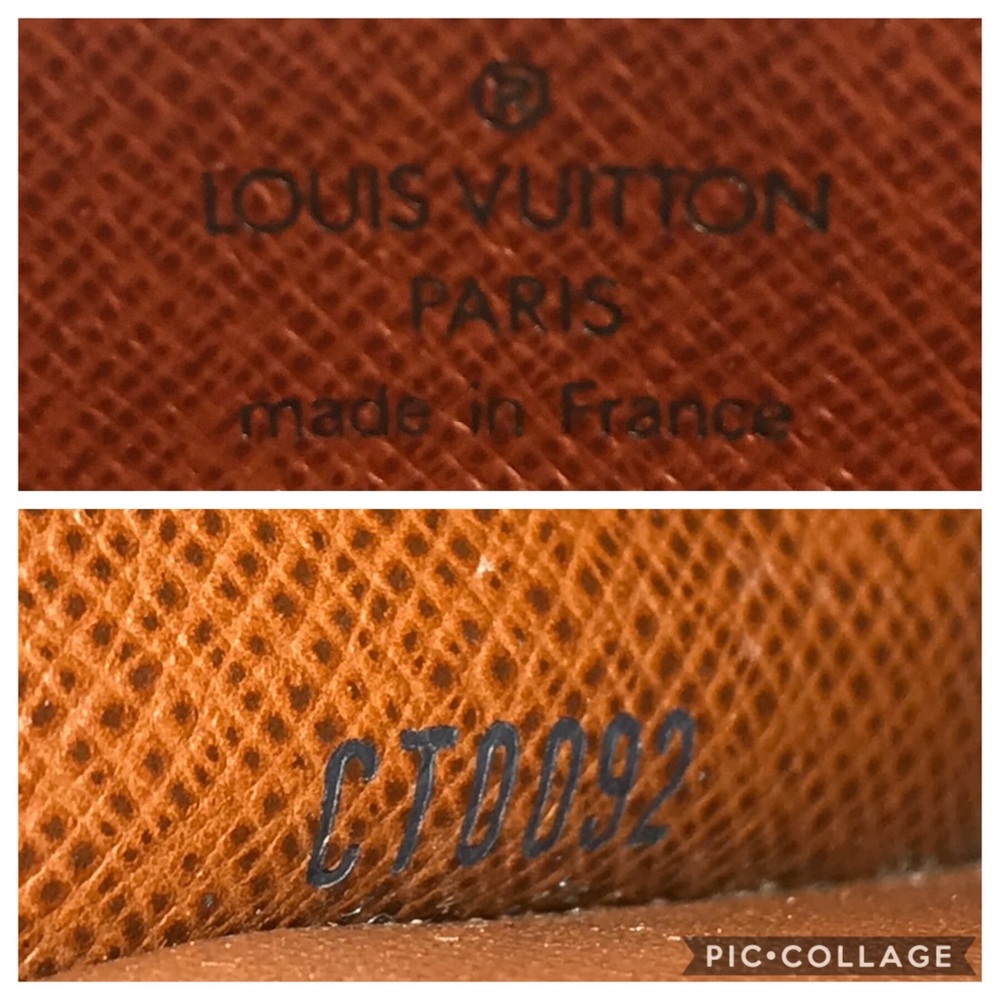 ®
LOUIS VUITTON
PARIS
made in France
CT0092
PIC•COLLAGE